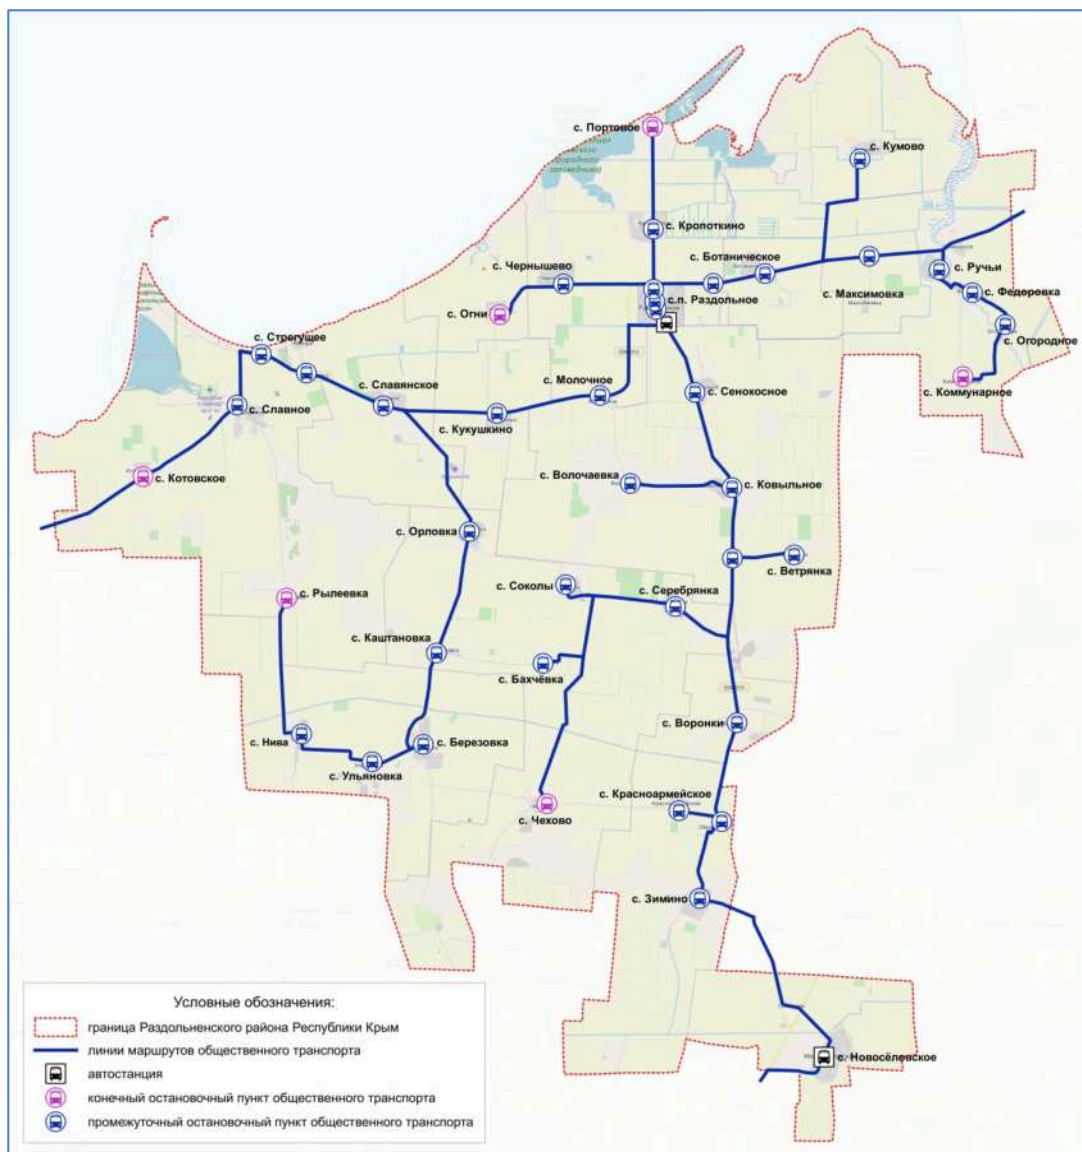 с. Портовое
с. Кумово
с. Кропоткино
с. Ботаническое
с. Чернышево
с. Ручьи
с. Федоровка
с. Максимовка
с.п. Раздольное
с. Огни
с. Огородное
с. Стрегущее
с. Молочное
с. Славянское
с. Сенокосное
с. Коммунарное
с. Славное
с. Кукушкино
с. Волочаевка
с. Котовское
с. Ковыльное
с. Орловка
с. Ветрянка
с. Соколы
с. Серебрянка
с. Рылеевка
с. Каштановка
с. Бахчёвка
с. Воронки
с. Нива
с. Березовка
с. Ульяновка
с. Красноармейское
с. Чехово
с. Зимино
с. Новосёловское
Условные обозначения:
граница Раздольненского района Республики Крым
линии маршрутов общественного транспорта
автостанция
конечный остановочный пункт общественного транспорта
промежуточный остановочный пункт общественного транспорта